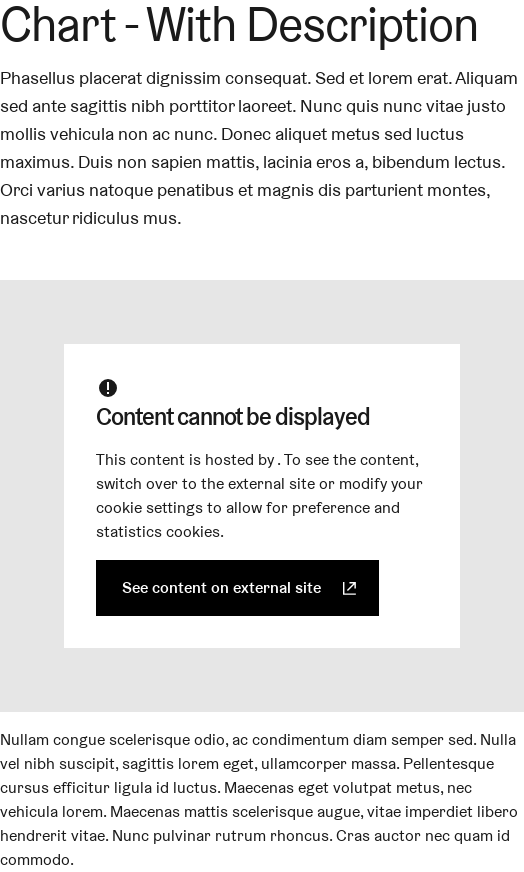 Chart - With Description
Phasellus placerat dignissim consequat. Sed et lorem erat. Aliquam
sed ante sagittis nibh porttitor laoreet. Nunc quis nunc vitae justo
mollis vehicula non ac nunc. Donec aliquet metus sed luctus
maximus. Duis non sapien mattis, lacinia eros a, bibendum lectus.
Orci varius natoque penatibus et magnis dis parturient montes,
nascetur ridiculus mus.
Content cannot be displayed
This content is hosted by . To see the content,
switch over to the external site or modify your
cookie settings to allow for preference and
statistics cookies.
See content on external site
Nullam congue scelerisque odio, ac condimentum diam semper sed. Nulla
vel nibh suscipit, sagittis lorem eget, ullamcorper massa. Pellentesque
cursus efficitur ligula id luctus. Maecenas eget volutpat metus, nec
vehicula lorem. Maecenas mattis scelerisque augue, vitae imperdiet libero
hendrerit vitae. Nunc pulvinar rutrum rhoncus. Cras auctor nec quam id
commodo.